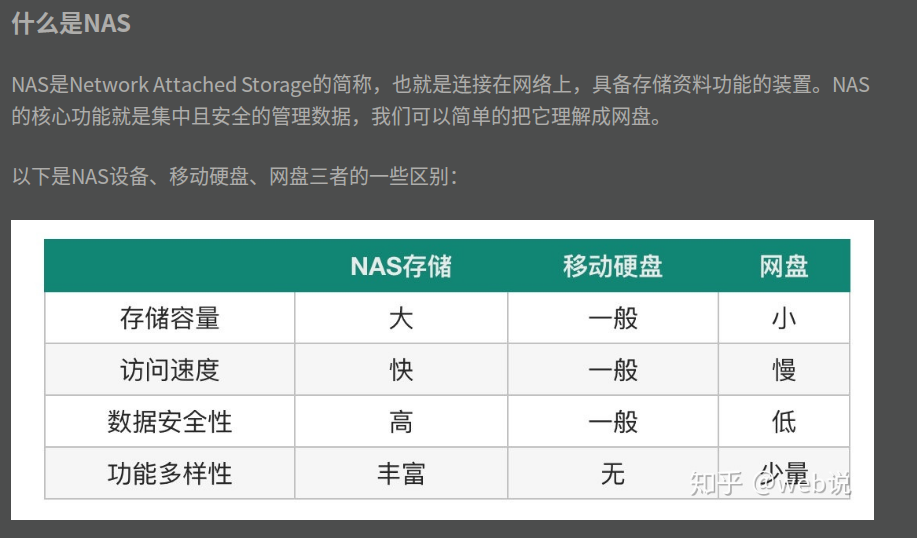 什么是NAS
NAS是Network Attached Storage的简称，也就是连接在网络上，具备存储资料功能的装置。NAS
的核心功能就是集中且安全的管理数据，我们可以简单的把它理解成网盘。
以下是NAS设备、移动硬盘、网盘三者的一些区别：
NAS存储 移动硬盘 网盘
存储容量 大 一般 小
访问速度 快 一般 慢
数据安全性 高 一般 低
功能多样性 丰富 无 少量
知乎 @web说